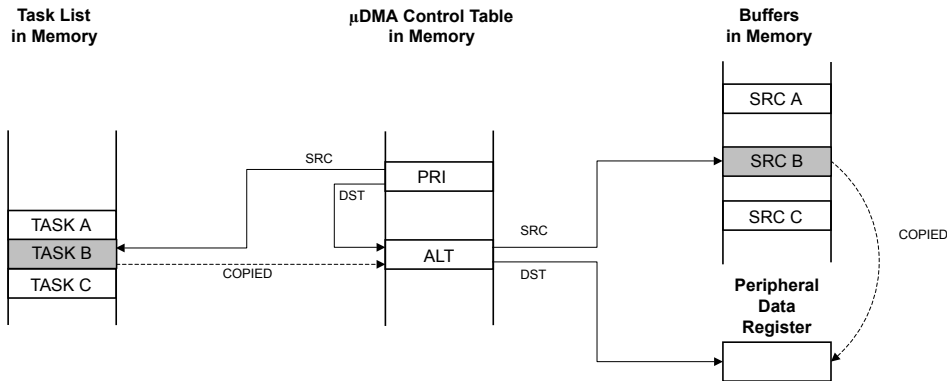 Task List
in Memory
μDMA Control Table
in Memory
Buffers
in Memory
SRC A
SRC
PRI
SRC B
DST
TASK A
SRC C
SRC
COPIED
TASK B
ALT
COPIED
DST
TASK C
Peripheral
Data
Register